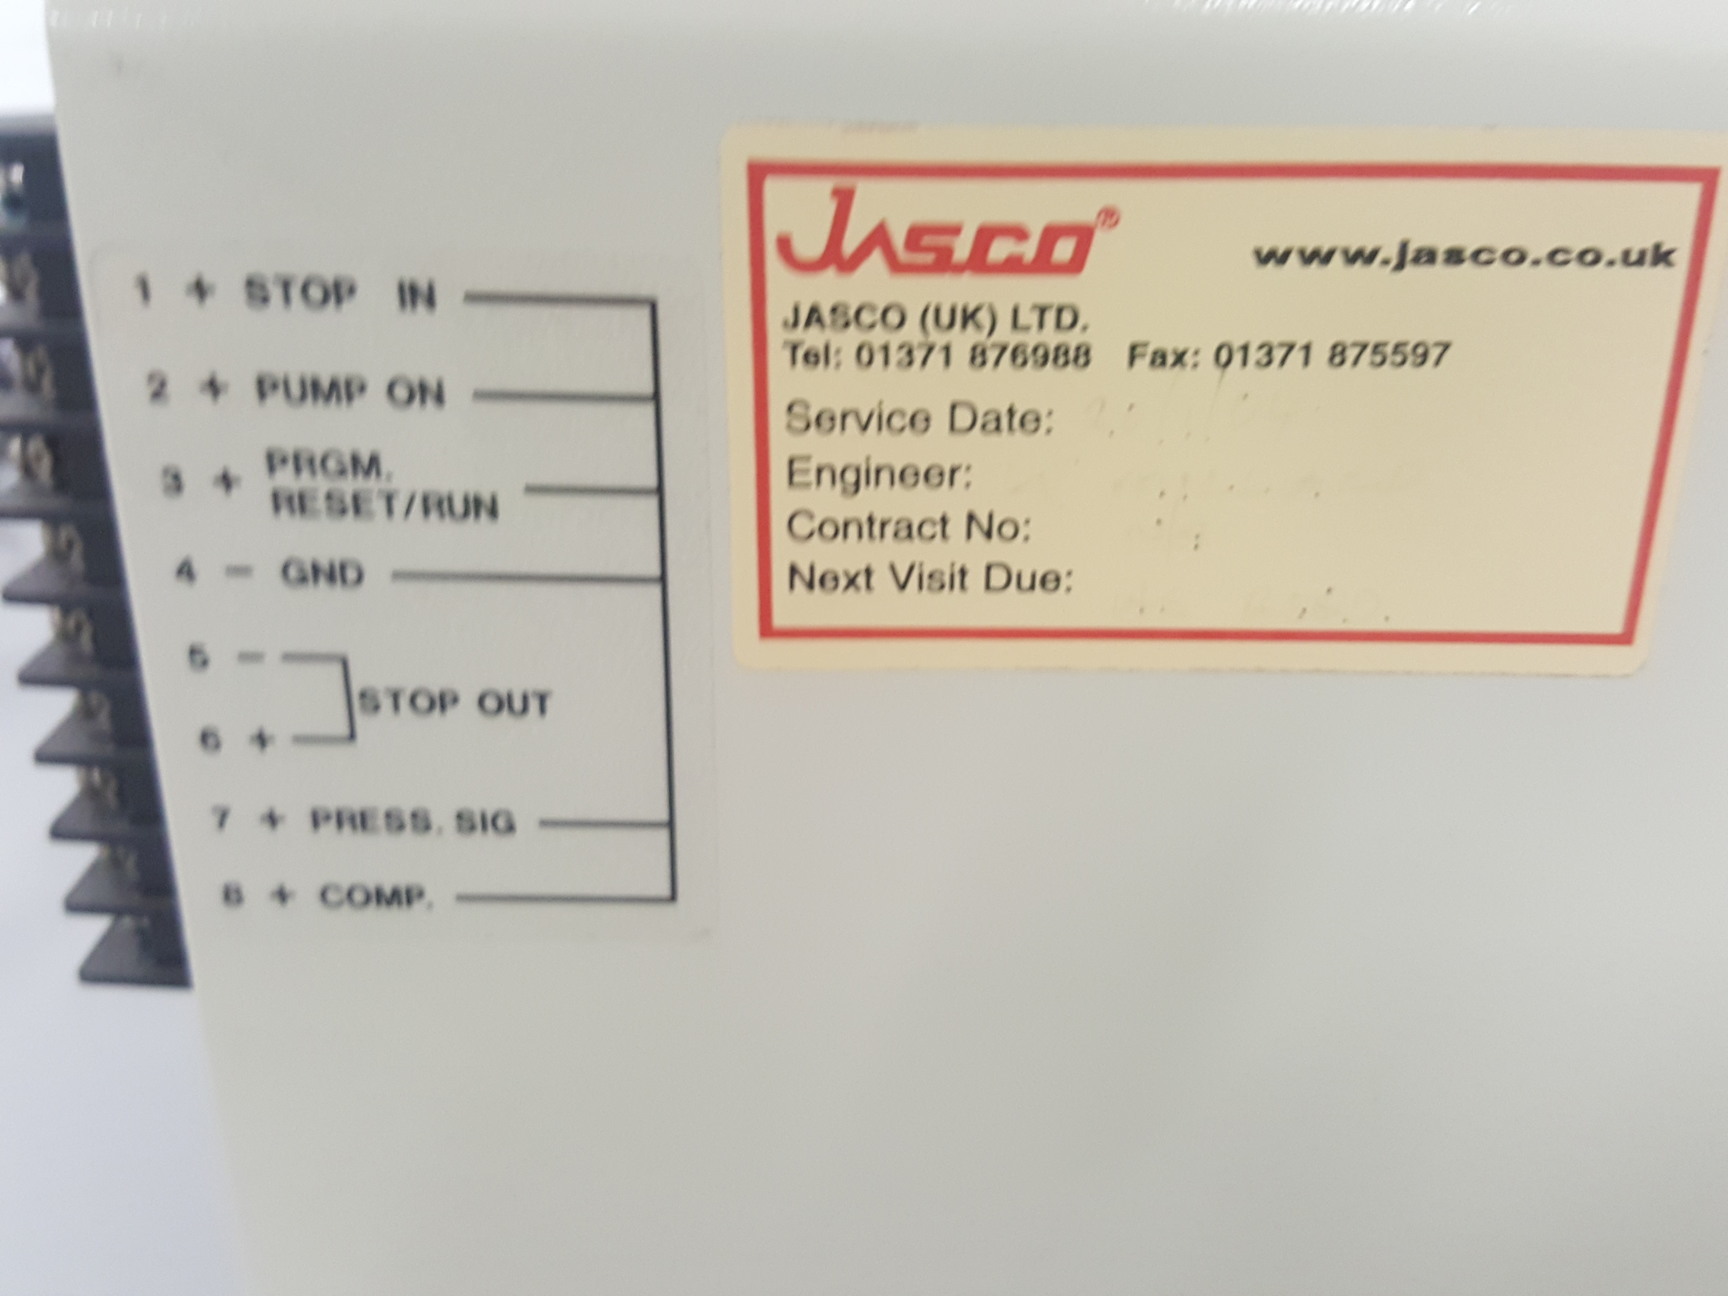 1 + STOP IN
2 + PUMP ON
3 + PRGM.
RESET/RUN
4 - GND
5 -
STOP OUT
6 +
7 + PRESS. SIG
8 + COMP.
JASCO®
www.jasco.co.uk
JASCO (UK) LTD.
Tel: 01371 876988 Fax: 01371 875597
Service Date:
Engineer:
Contract No:
Next Visit Due: